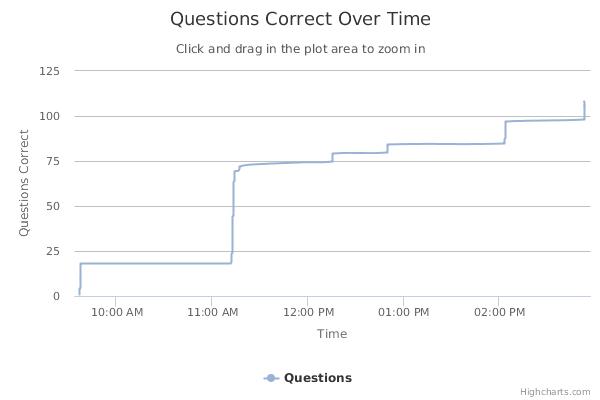 Questions Correct Over Time
Click and drag in the plot area to zoom in
125
100
75
50
25
0
Questions Correct
10:00 AM 11:00 AM 12:00 PM 01:00 PM 02:00 PM
Time
Questions
Highcharts.com